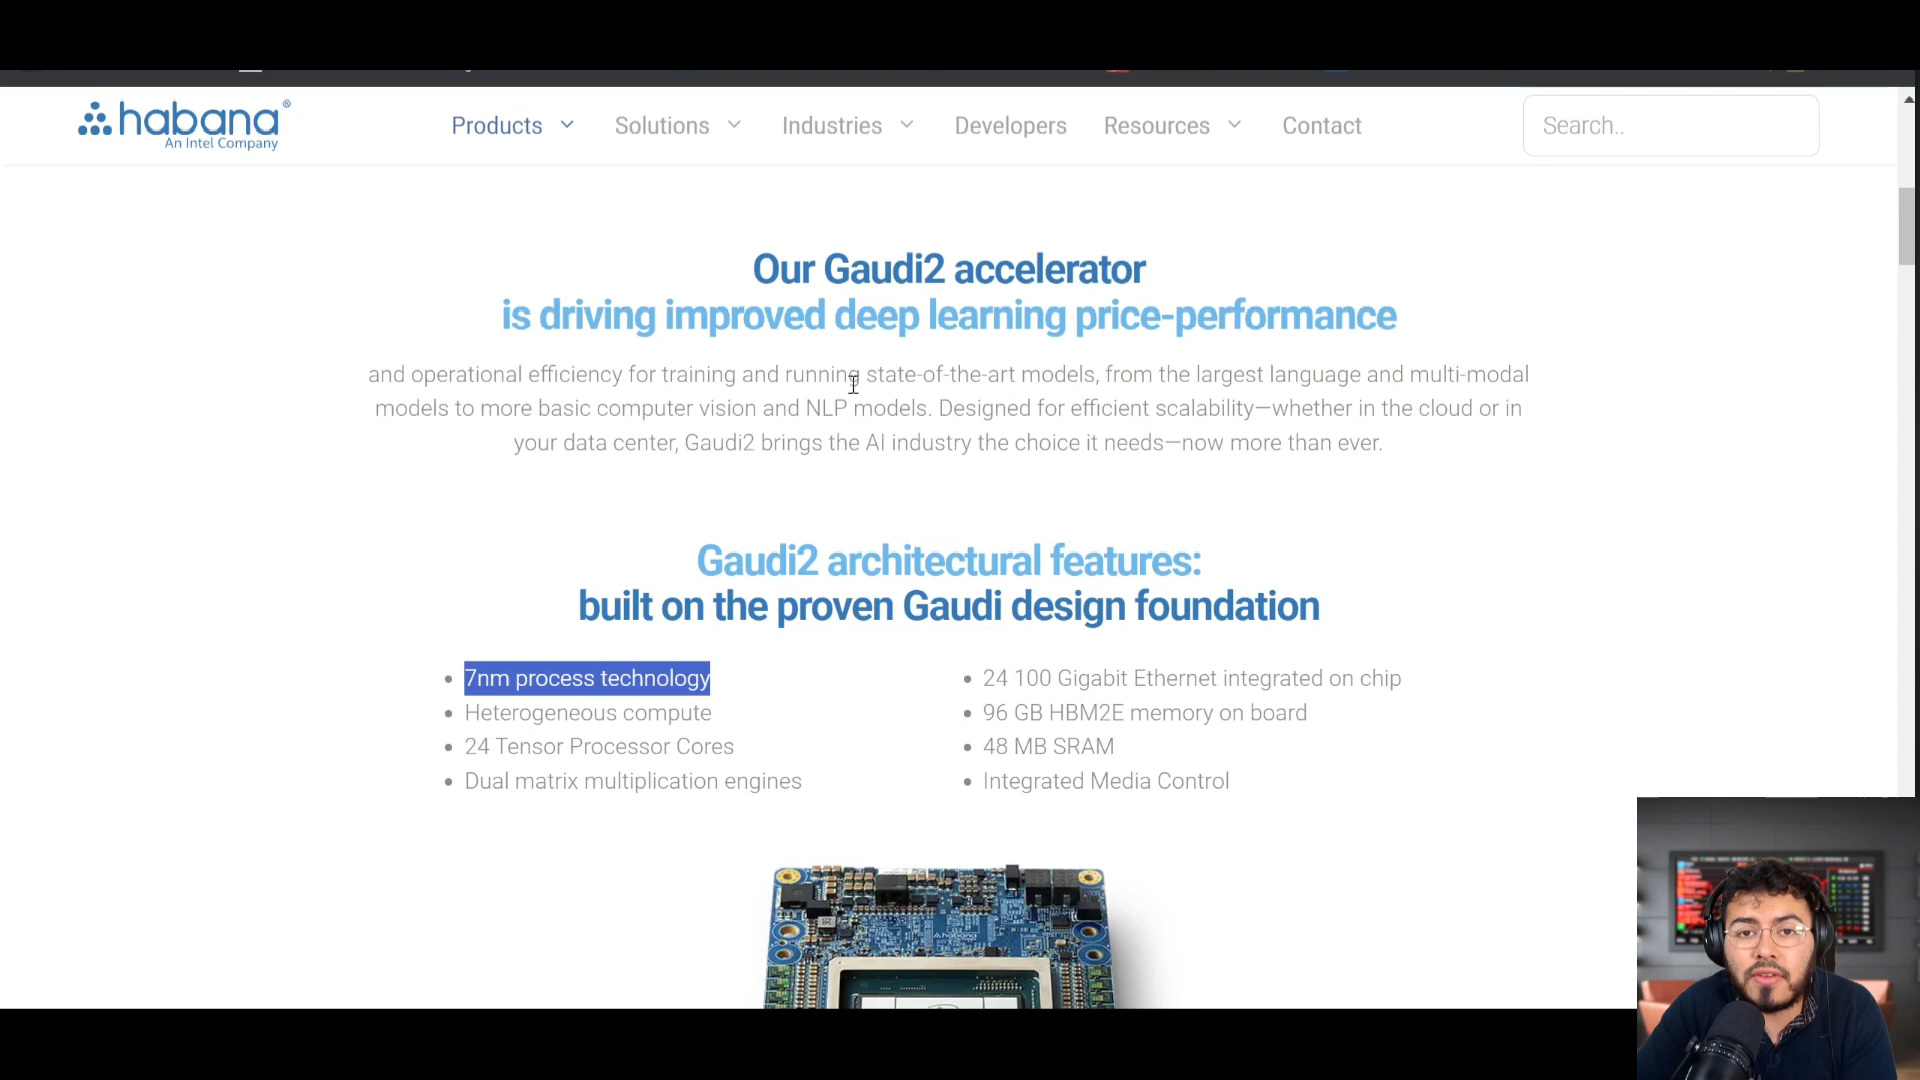 habana®
An Intel Company
Products
Solutions
Industries
Developers
Resources
Contact
Search..
Our Gaudi2 accelerator
is driving improved deep learning price-performance
and operational efficiency for training and running state-of-the-art models, from the largest language and multi-modal
models to more basic computer vision and NLP models. Designed for efficient scalability—whether in the cloud or in
your data center, Gaudi2 brings the AI industry the choice it needs—now more than ever.
Gaudi2 architectural features:
built on the proven Gaudi design foundation
7nm process technology
Heterogeneous compute
24 Tensor Processor Cores
Dual matrix multiplication engines
24 100 Gigabit Ethernet integrated on chip
96 GB HBM2E memory on board
48 MB SRAM
Integrated Media Control
habana